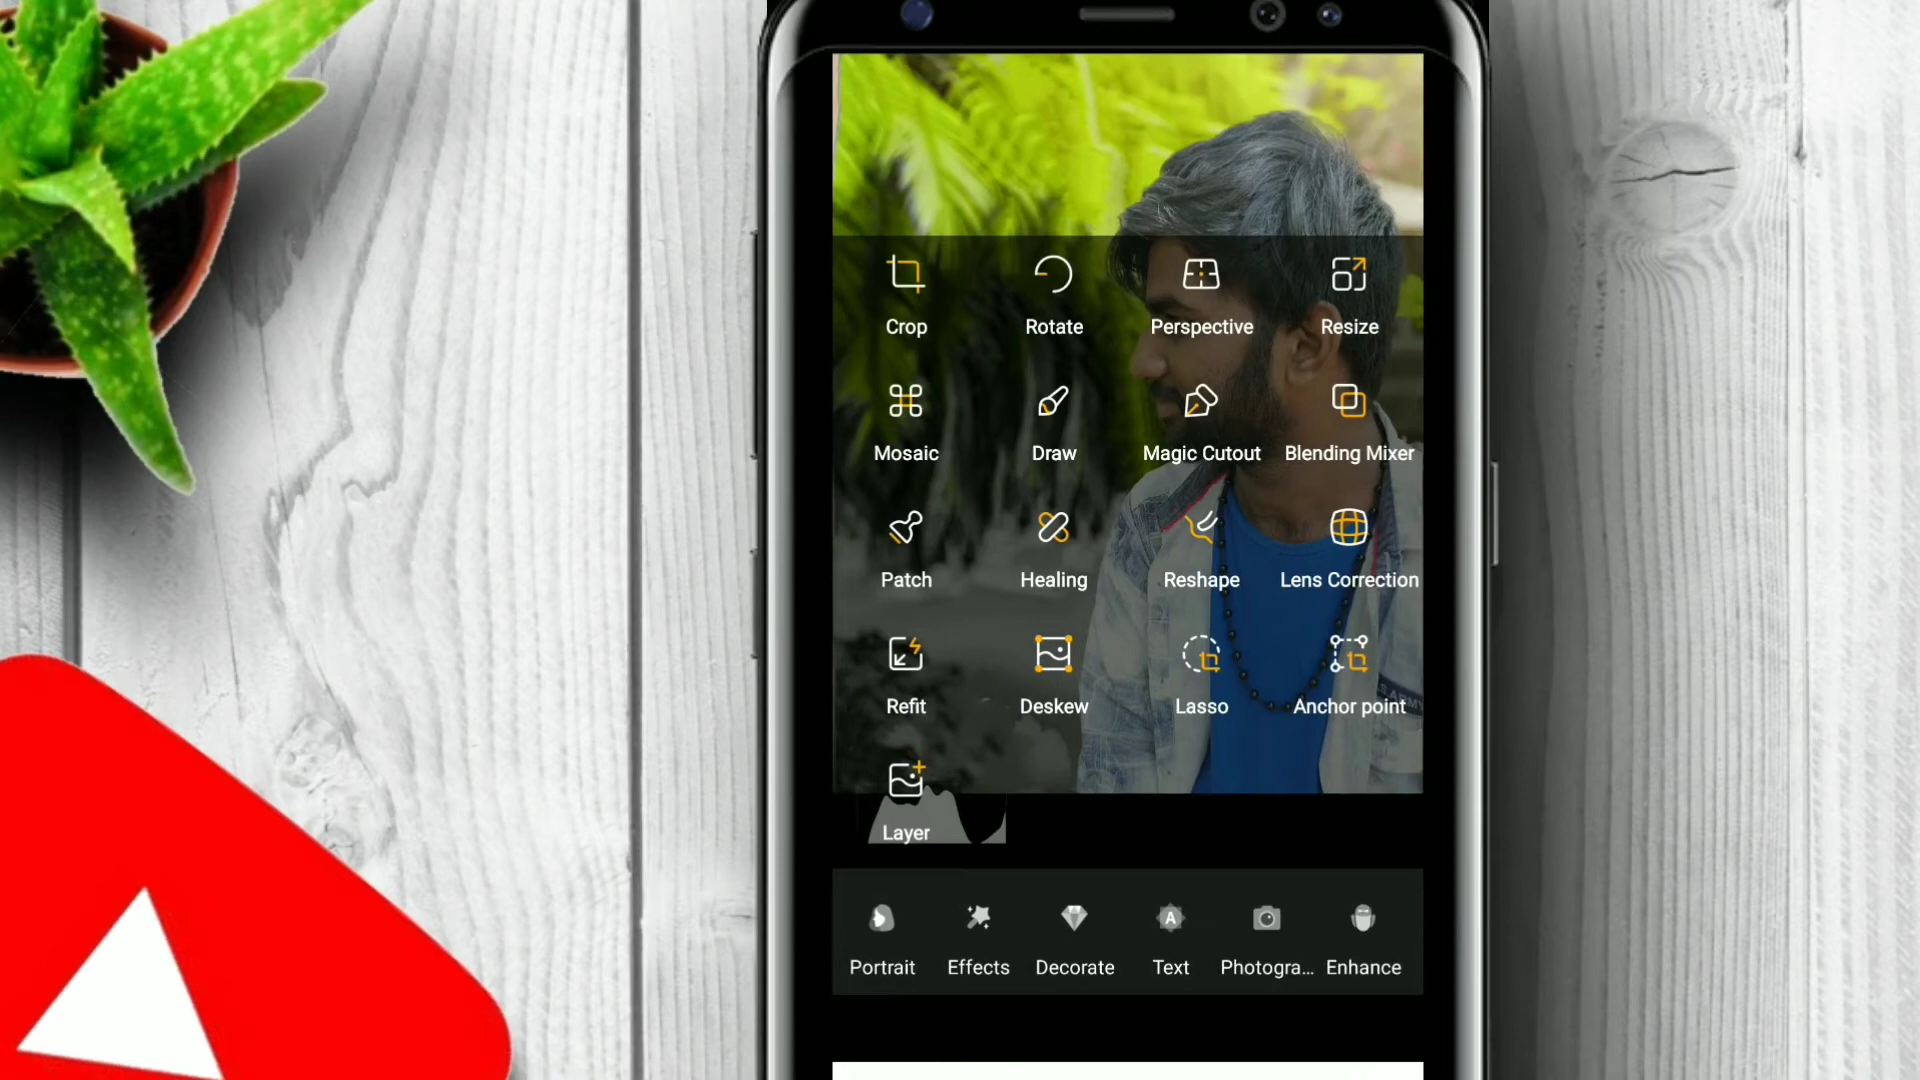 Crop Rotate Perspective Resize
Mosaic Draw Magic Cutout Blending Mixer
Patch Healing Reshape Lens Correction
Refit Deskew Lasso Anchor point
Layer
A
Portrait Effects Decorate Text Photogra... Enhance